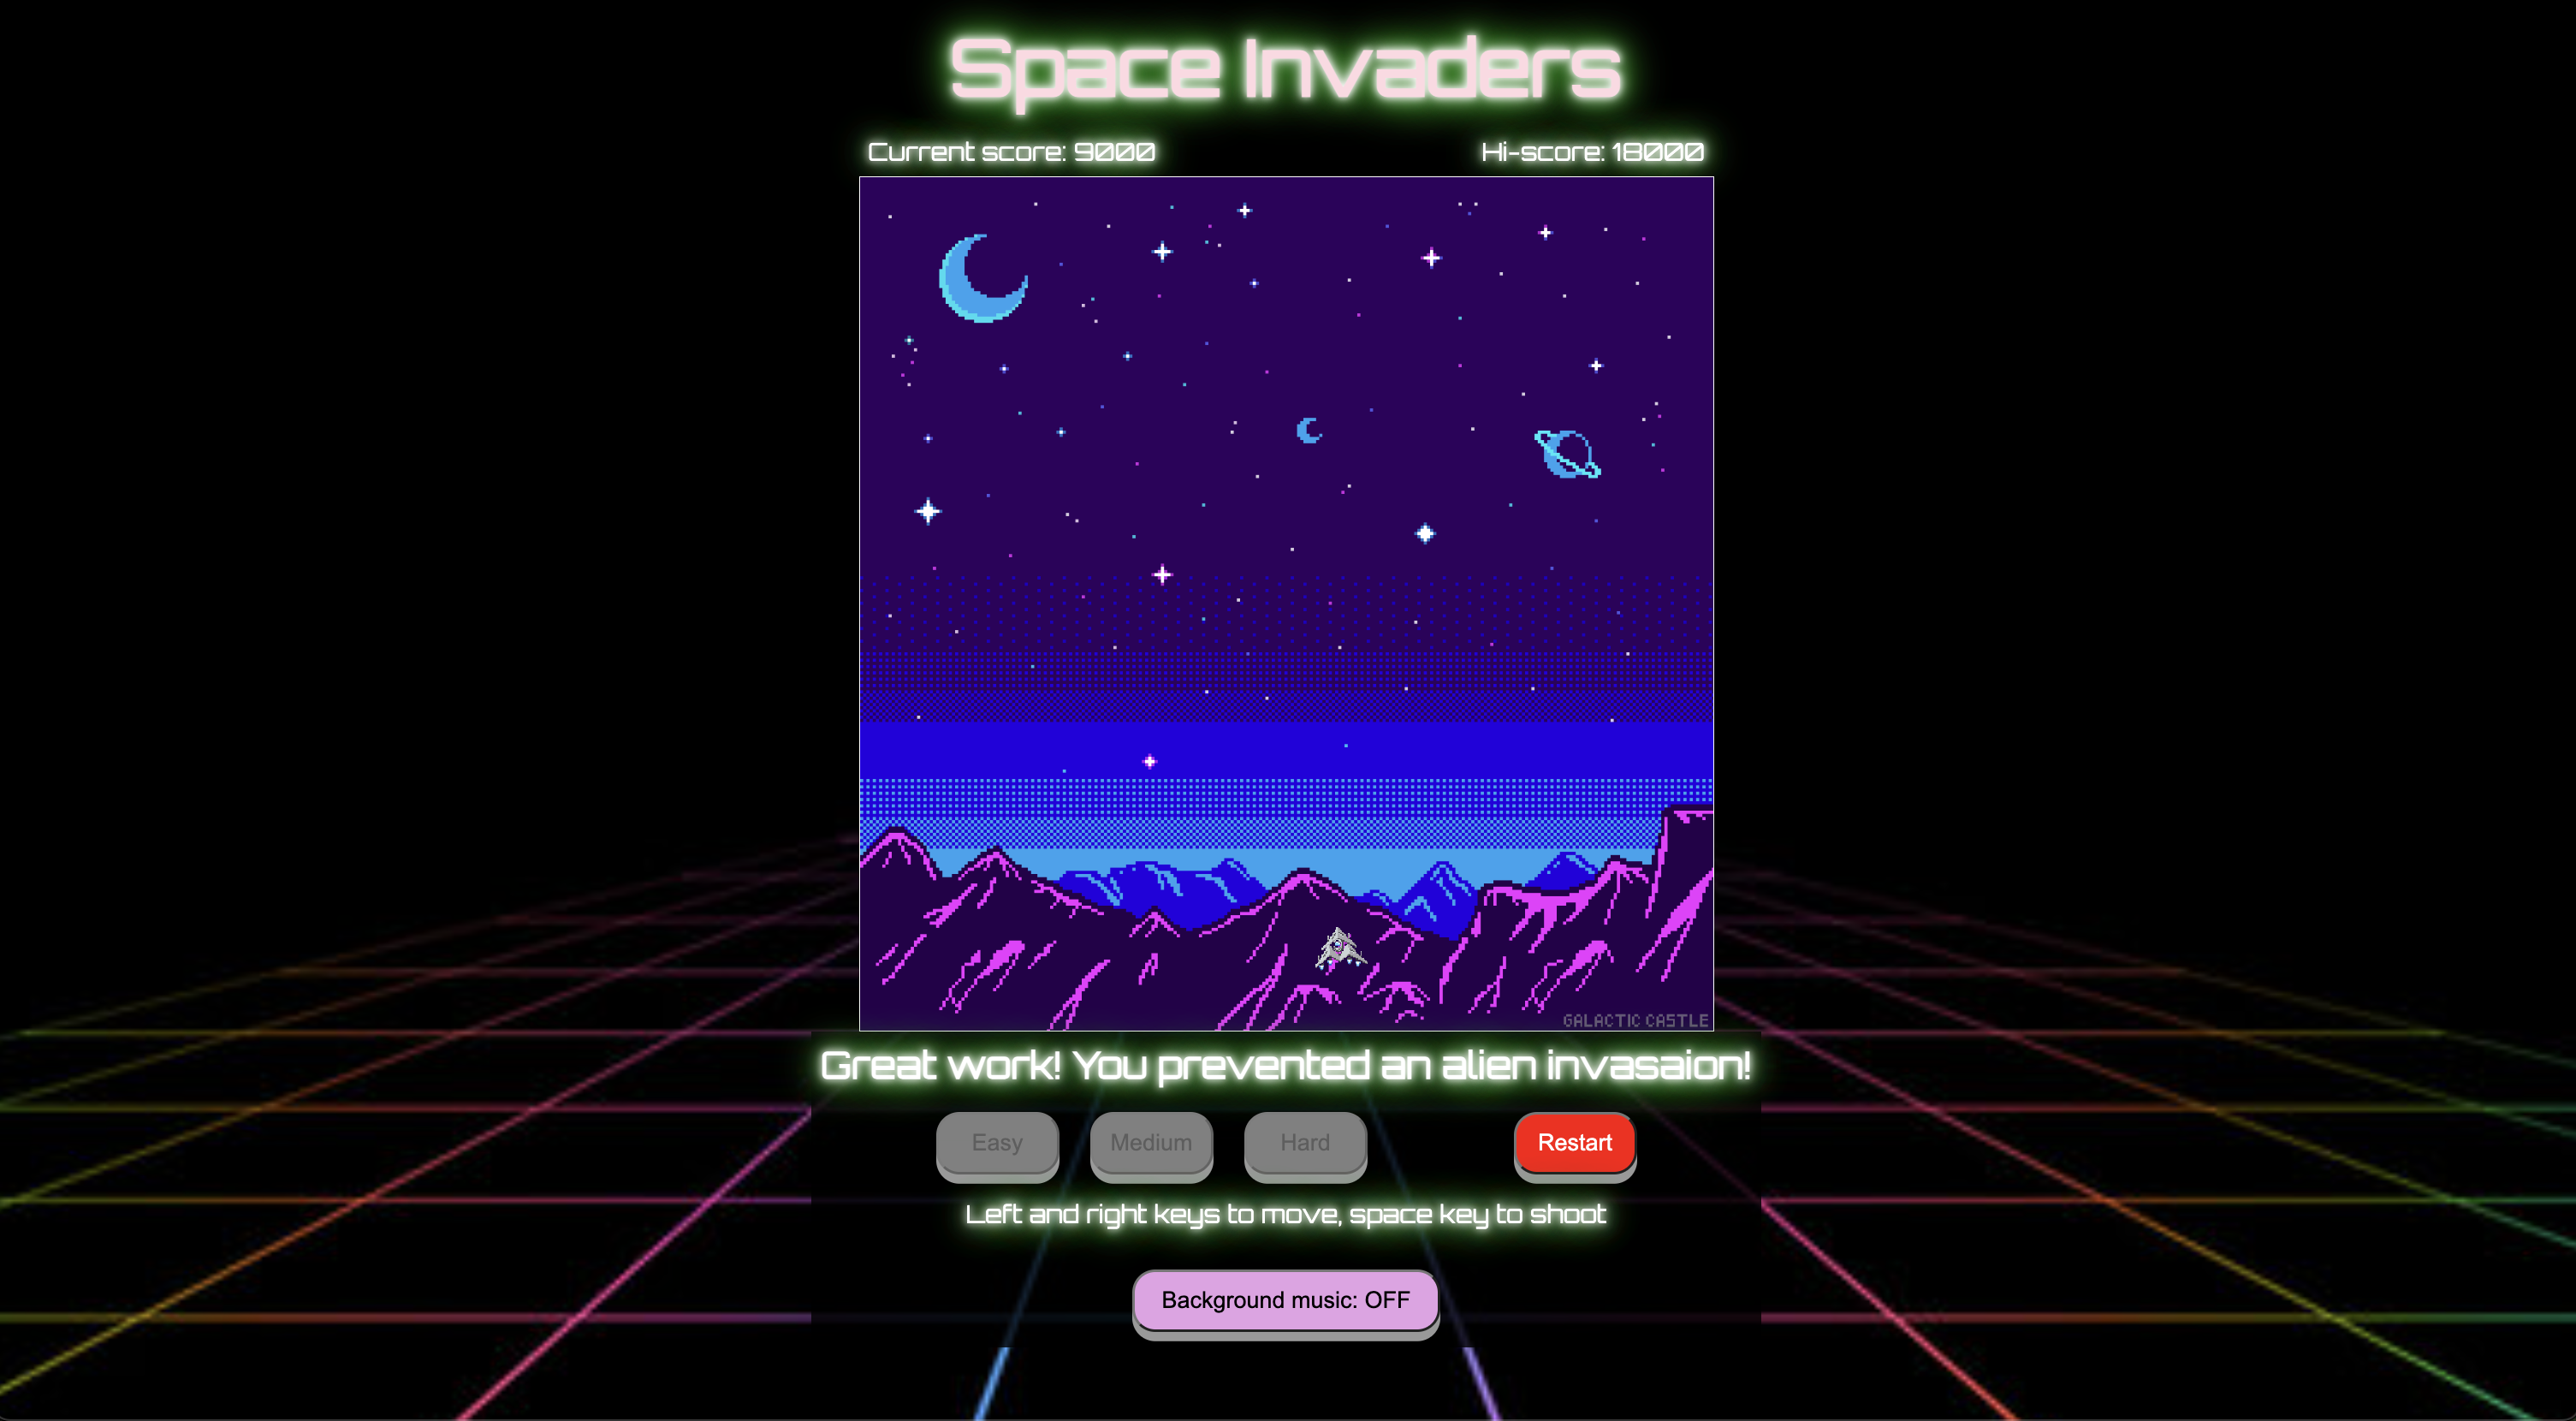 Space Invaders
Current score: 9000 Hi-score: 18000
GALACTIC CASTLE
Great work! You prevented an alien invasaion!
Easy Medium Hard Restart
Left and right keys to move, space key to shoot
Background music: OFF